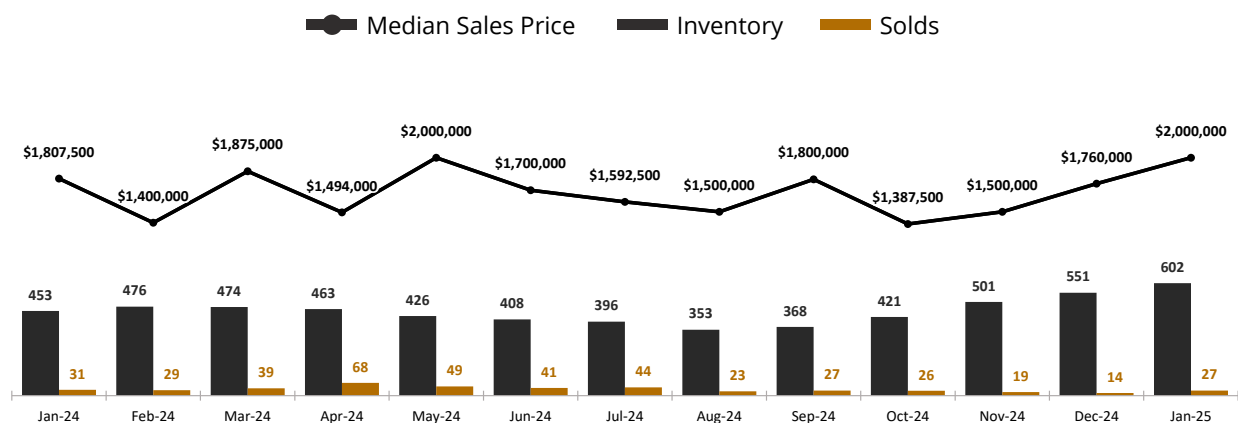 Median Sales Price Inventory Solds
$1,807,500 $1,400,000 $1,875,000 $1,494,000 $2,000,000 $1,700,000 $1,592,500 $1,500,000 $1,800,000 $1,387,500 $1,500,000 $1,760,000 $2,000,000
453 476 474 463 426 408 396 353 368 421 501 551 602
31 29 39 68 49 41 44 23 27 26 19 14 27
Jan-24 Feb-24 Mar-24 Apr-24 May-24 Jun-24 Jul-24 Aug-24 Sep-24 Oct-24 Nov-24 Dec-24 Jan-25